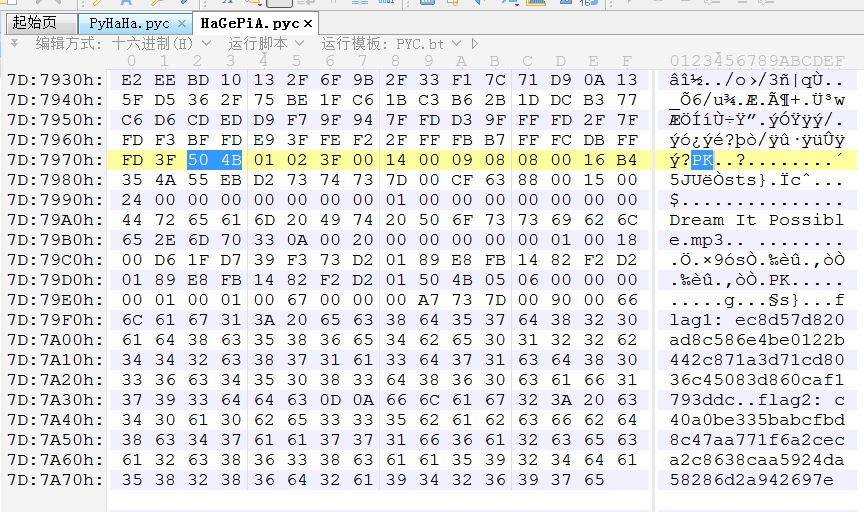 起始页 PyHaHa.pyc × HaGePiA.pyc ×
编辑方式: 十六进制(H) 运行脚本 运行模板: PYC.bt
0 1 2 3 4 5 6 7 8 9 A B C D E F 0123456789ABCDEF
7D:7930h: E2 EE BD 10 13 2F 6F 9B 2F 33 F1 7C 71 D9 0A 13 âî½../o›/3ñ|qÙ..
7D:7940h: 5F D5 36 2F 75 BE 1F C6 1B C3 B6 2B 1D DC B3 77 _Õ6/u¾.Æ.Ã¶+.Ü³w
7D:7950h: C6 D6 CD ED D9 F7 9F 94 7F FD D3 9F FF FD 2F 7F ÆÖÍíÙ÷Ÿ”.ýÓŸÿý/.
7D:7960h: FD F3 BF FD E9 3F FE F2 2F FF FB B7 FF FC DB FF ýó¿ýé?þò/ÿû·ÿüÛÿ
7D:7970h: FD 3F 50 4B 01 02 3F 00 14 00 09 08 08 00 16 B4 ý?PK..?........´
7D:7980h: 35 4A 55 EB D2 73 74 73 7D 00 CF 63 88 00 15 00 5JUëÒsts}.Ïcˆ...
7D:7990h: 24 00 00 00 00 00 00 00 01 00 00 00 00 00 00 00 $...............
7D:79A0h: 44 72 65 61 6D 20 49 74 20 50 6F 73 73 69 62 6C Dream It Possibl
7D:79B0h: 65 2E 6D 70 33 0A 00 20 00 00 00 00 00 01 00 18 e.mp3.. ........
7D:79C0h: 00 D6 1F D7 39 F3 73 D2 01 89 E8 FB 14 82 F2 D2 .Ö.×9ósÒ.‰èû.‚òÒ
7D:79D0h: 01 89 E8 FB 14 82 F2 D2 01 50 4B 05 06 00 00 00 .‰èû.‚òÒ.PK.....
7D:79E0h: 00 01 00 01 00 67 00 00 00 A7 73 7D 00 90 00 66 .....g...§s}...f
7D:79F0h: 6C 61 67 31 3A 20 65 63 38 64 35 37 64 38 32 30 lag1: ec8d57d820
7D:7A00h: 61 64 38 63 35 38 36 65 34 62 65 30 31 32 32 62 ad8c586e4be0122b
7D:7A10h: 34 34 32 63 38 37 31 61 33 64 37 31 63 64 38 30 442c871a3d71cd80
7D:7A20h: 33 36 63 34 35 30 38 33 64 38 36 30 63 61 66 31 36c45083d860caf1
7D:7A30h: 37 39 33 64 64 63 0D 0A 66 6C 61 67 32 3A 20 63 793ddc..flag2: c
7D:7A40h: 34 30 61 30 62 65 33 33 35 62 61 62 63 66 62 64 40a0be335babcfbd
7D:7A50h: 38 63 34 37 61 61 37 37 31 66 36 61 32 63 65 63 8c47aa771f6a2cec
7D:7A60h: 61 32 63 38 36 33 38 63 61 61 35 39 32 34 64 61 a2c8638caa5924da
7D:7A70h: 35 38 32 38 36 64 32 61 39 34 32 36 39 37 65 58286d2a942697e